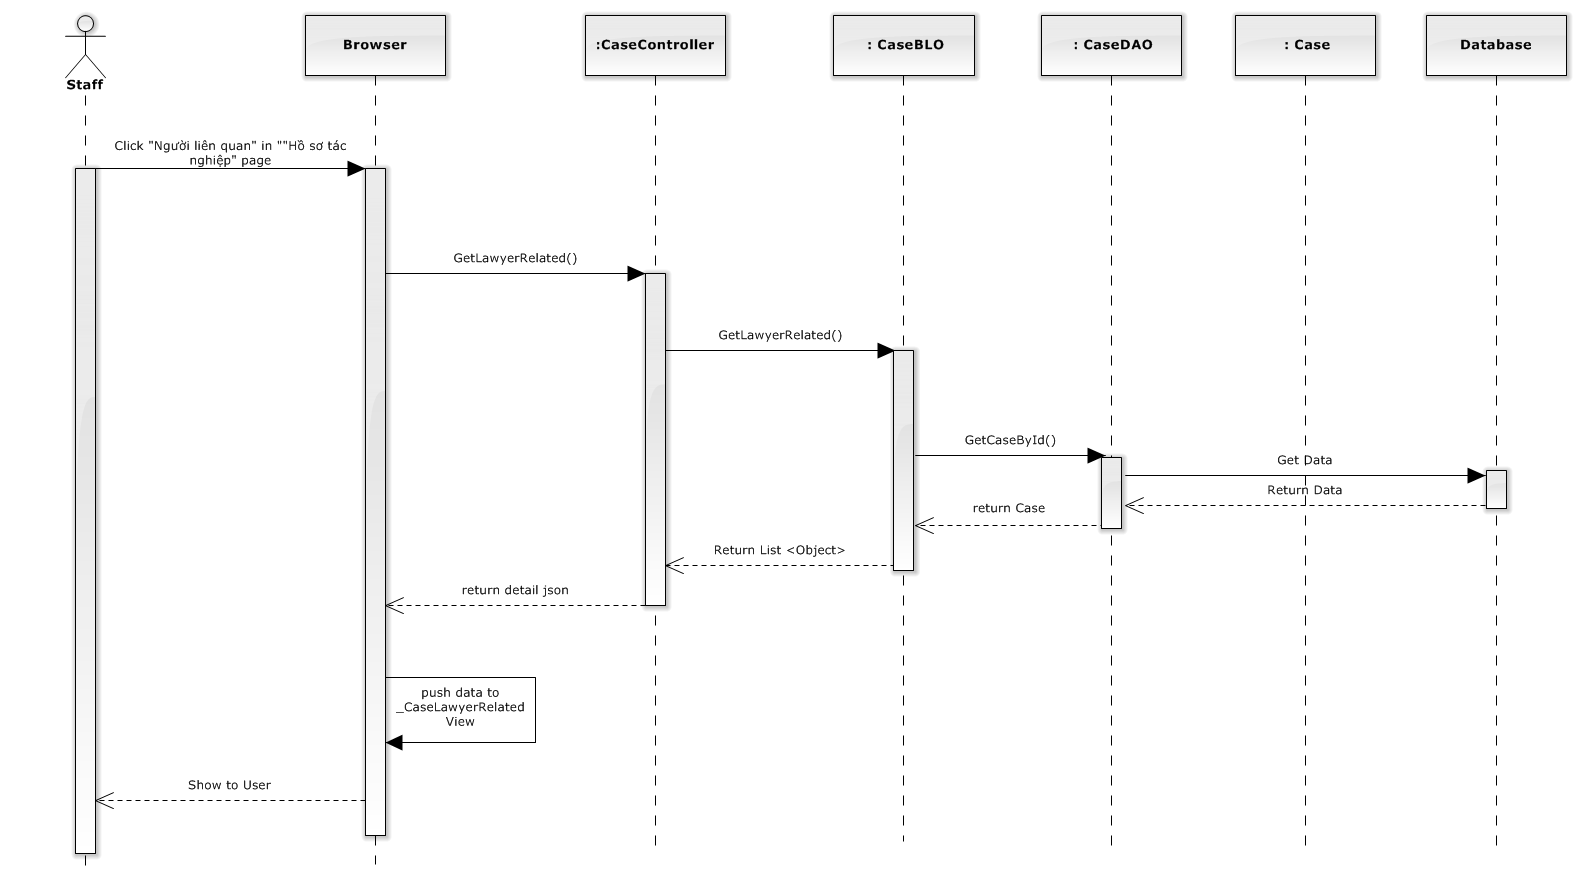 Staff
Browser
:CaseController
: CaseBLO
: CaseDAO
: Case
Database
Click "Người liên quan" in ""Hồ sơ tác
nghiệp" page
GetLawyerRelated()
GetLawyerRelated()
GetCaseById()
Get Data
Return Data
return Case
Return List <Object>
return detail json
push data to
_CaseLawyerRelated
View
Show to User